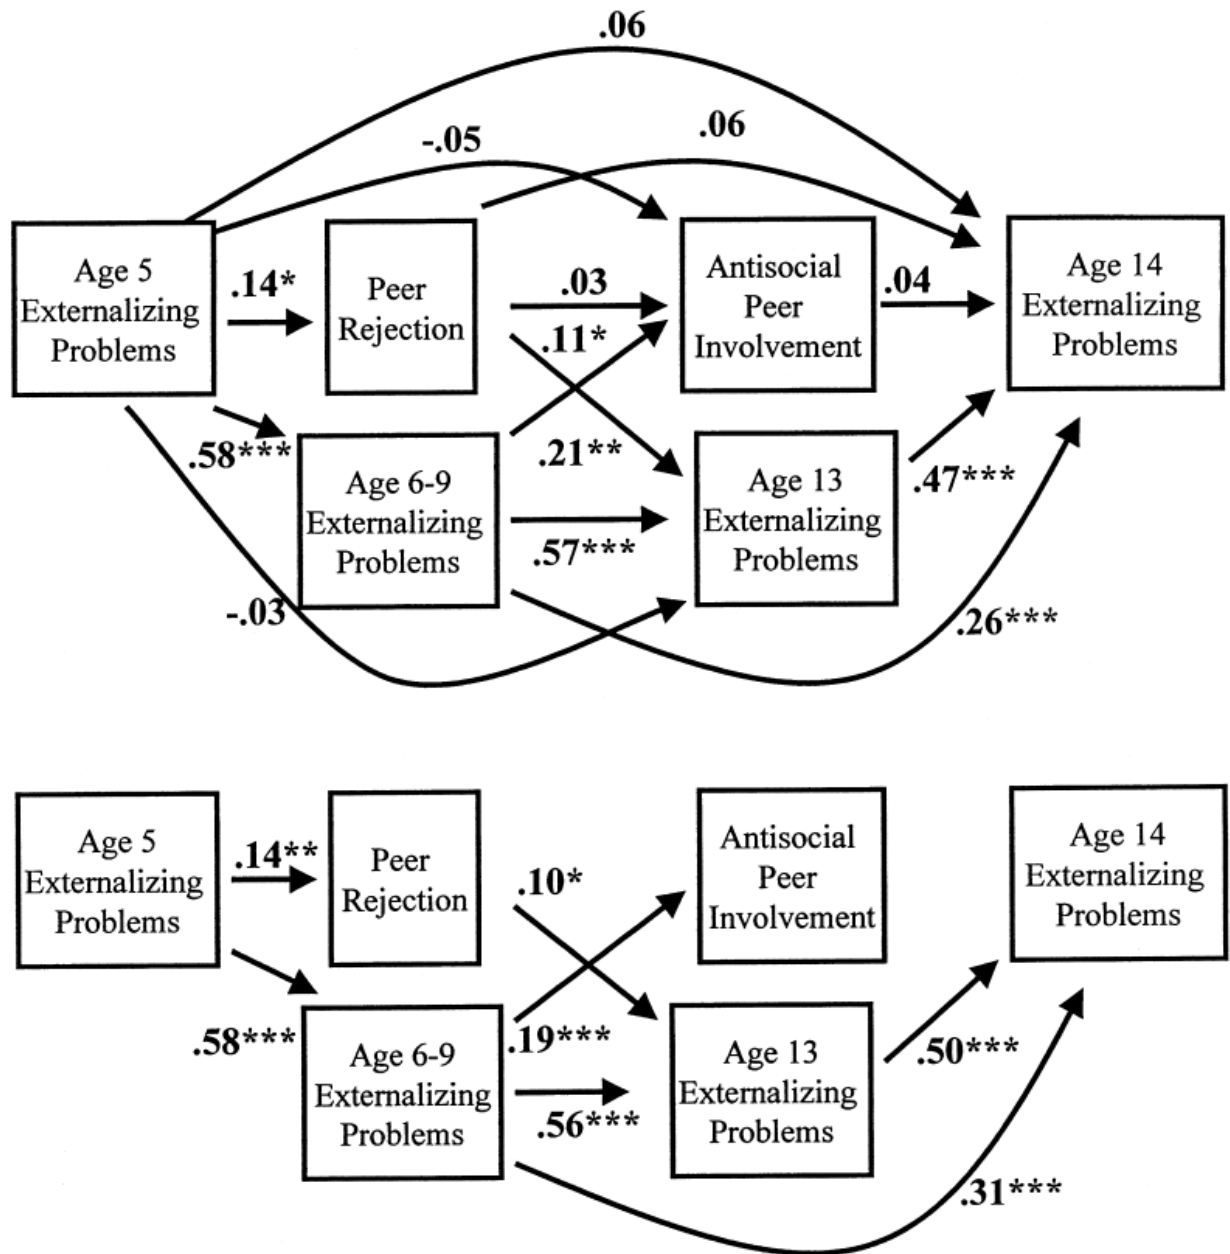 .06
-.05
.06
Age 5
Externalizing
Problems
.14*
Peer
Rejection
.03
.11*
Antisocial
Peer
Involvement
.04
Age 14
Externalizing
Problems
.58***
Age 6-9
Externalizing
Problems
.21**
.57***
Age 13
Externalizing
Problems
.47***
-.03
.26***
Age 5
Externalizing
Problems
.14**
Peer
Rejection
.10*
Antisocial
Peer
Involvement
Age 14
Externalizing
Problems
.58***
Age 6-9
Externalizing
Problems
.19***
.56***
Age 13
Externalizing
Problems
.50***
.31***